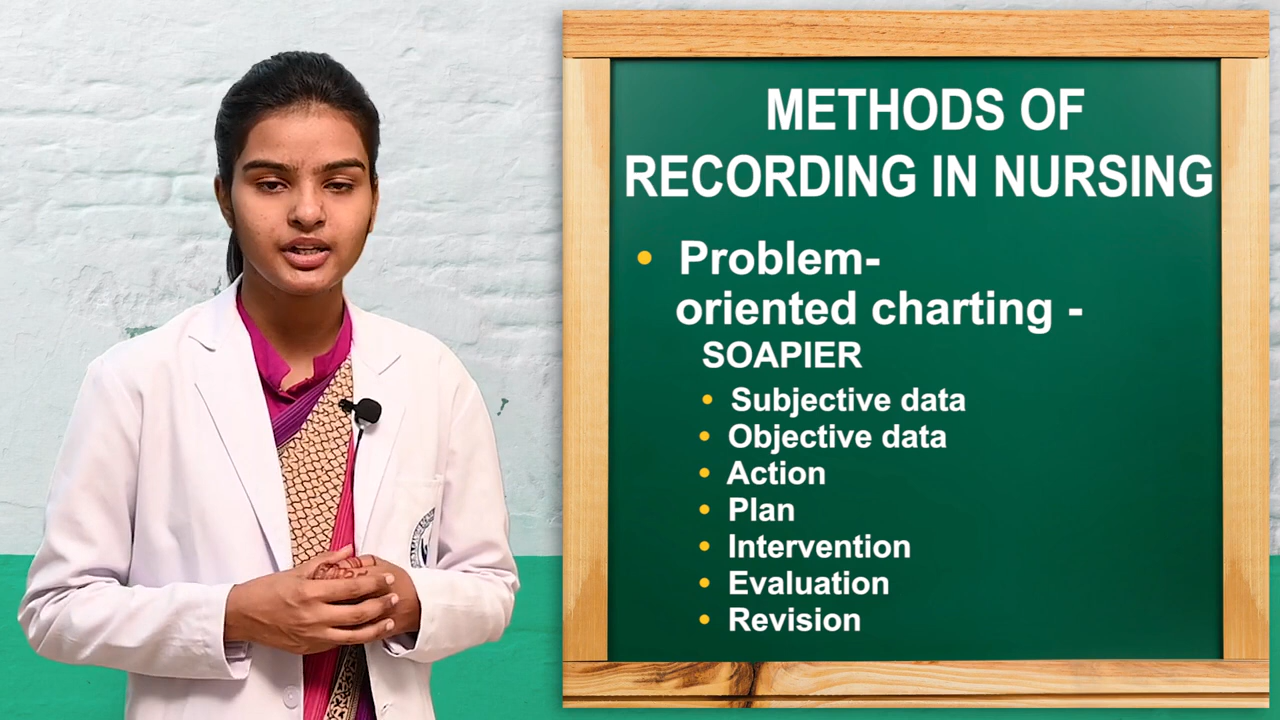 METHODS OF
RECORDING IN NURSING
• Problem-
oriented charting -
SOAPIER
• Subjective data
• Objective data
• Action
• Plan
• Intervention
• Evaluation
• Revision